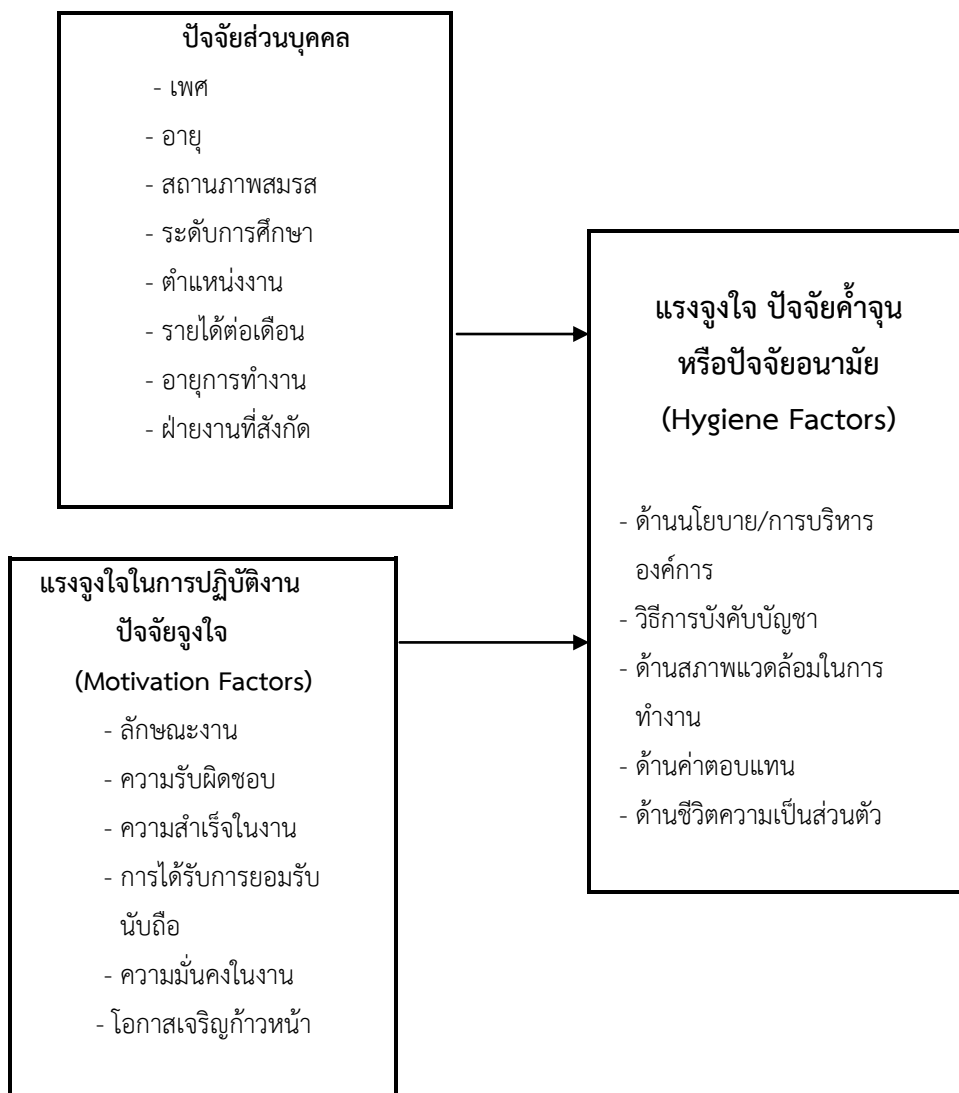 ปัจจัยส่วนบุคคล
- เพศ
- อายุ
- สถานภาพสมรส
- ระดับการศึกษา
- ตำแหน่งงาน
- รายได้ต่อเดือน
- อายุการทำงาน
- ฝ่ายงานที่สังกัด
แรงจูงใจในการปฏิบัติงาน
ปัจจัยจูงใจ
(Motivation Factors)
- ลักษณะงาน
- ความรับผิดชอบ
- ความสำเร็จในงาน
- การได้รับการยอมรับ
นับถือ
- ความมั่นคงในงาน
- โอกาสเจริญก้าวหน้า
แรงจูงใจ ปัจจัยค้ำจุน
หรือปัจจัยอนามัย
(Hygiene Factors)
- ด้านนโยบาย/การบริหาร
องค์การ
- วิธีการบังคับบัญชา
- ด้านสภาพแวดล้อมในการ
ทำงาน
- ด้านค่าตอบแทน
- ด้านชีวิตความเป็นส่วนตัว